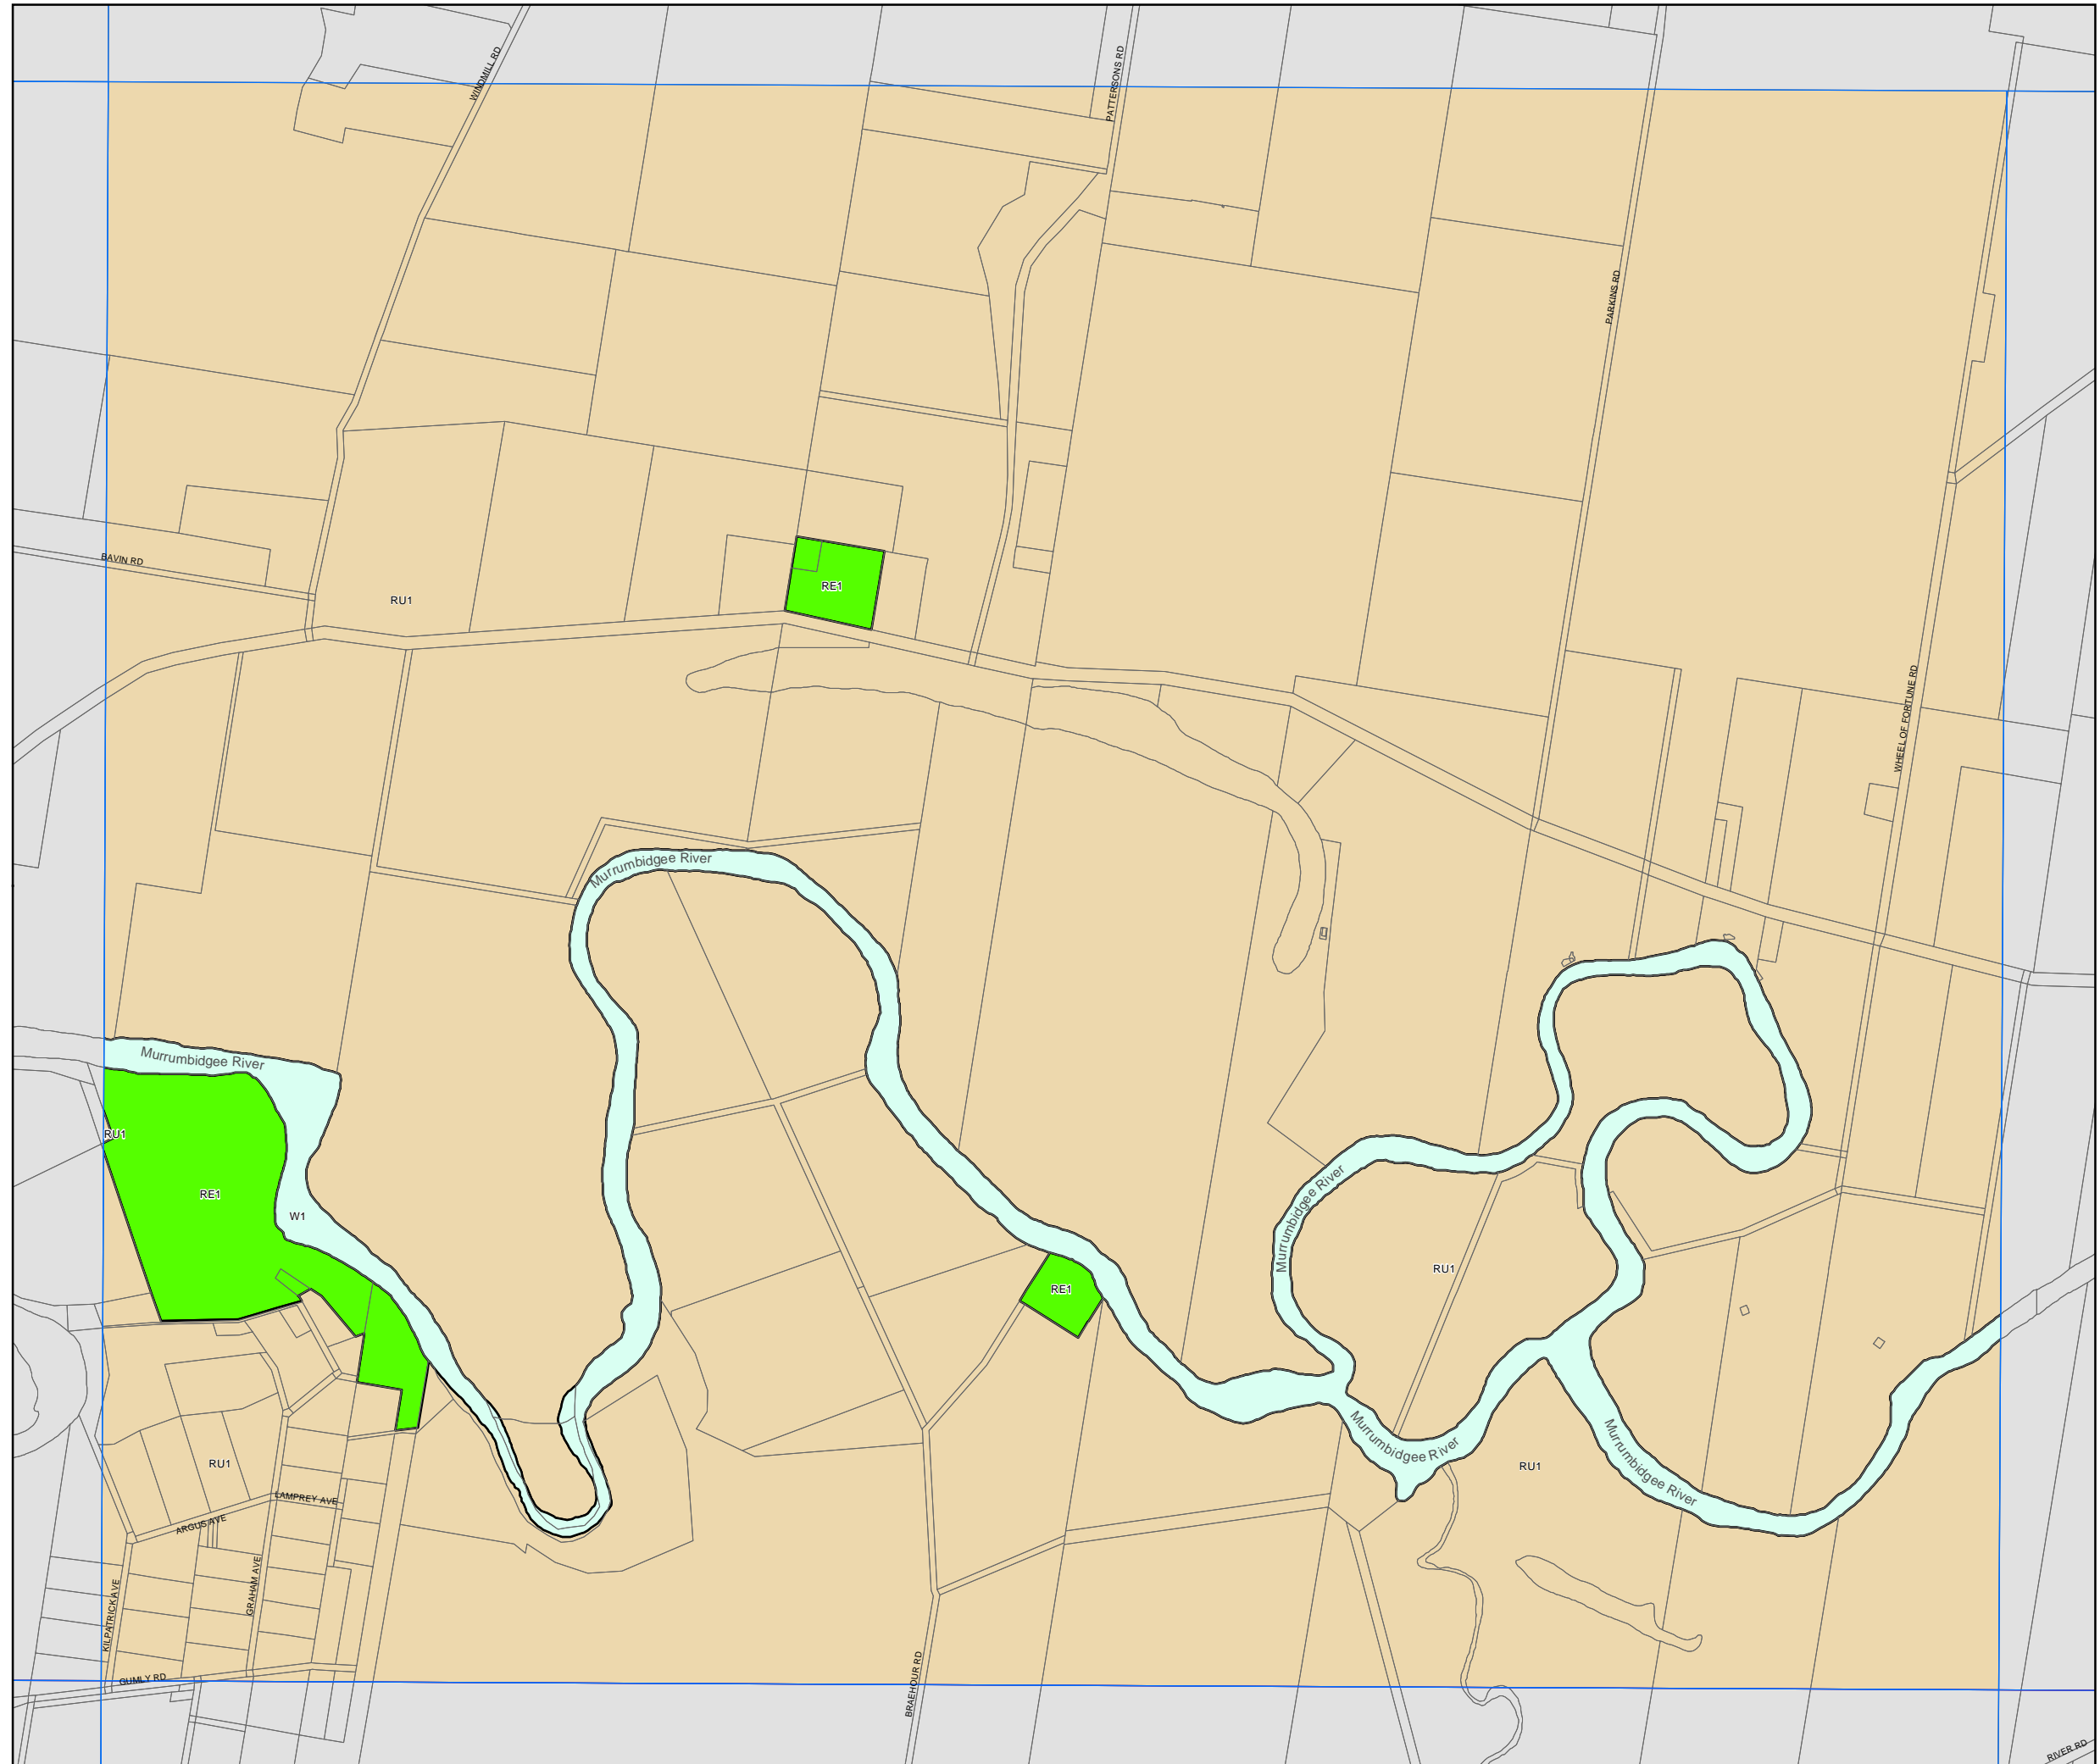 WINDMILL RD
PATTERSONS RD
PARKINS RD
BAVIN RD
RE1
RU1
WHEEL OF FORTUNE RD
Murrumbidgee River
Murrumbidgee River
RU1
RE1
W1
Murrumbidgee River
RE1
RU1
Murrumbidgee River
Murrumbidgee River
RU1
RU1
LAMPREY AVE
ARGUS AVE
GRAHAM AVE
KILPATRICK AVE
GUMLY RD
BRAEHOUR RD
RIVER RD